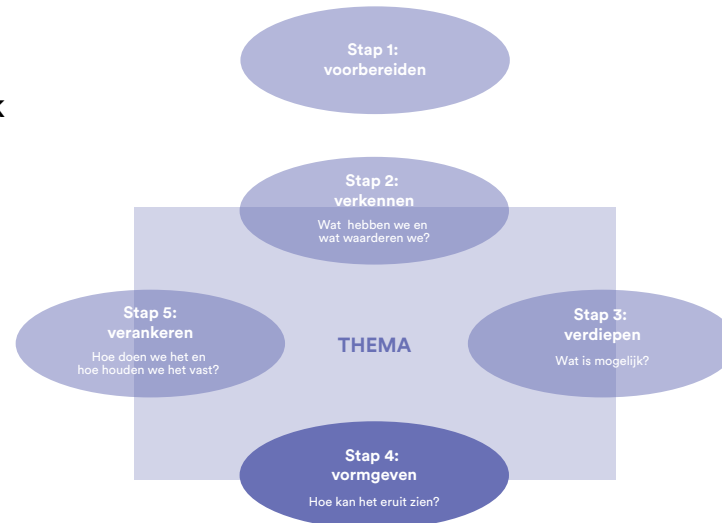 Stap 1:
voorbereiden
Stap 2:
verkennen
Wat hebben we en
wat waarderen we?
Stap 5:
verankeren
Hoe doen we het en
hoe houden we het vast?
THEMA
Stap 3:
verdiepen
Wat is mogelijk?
Stap 4:
vormgeven
Hoe kan het eruit zien?